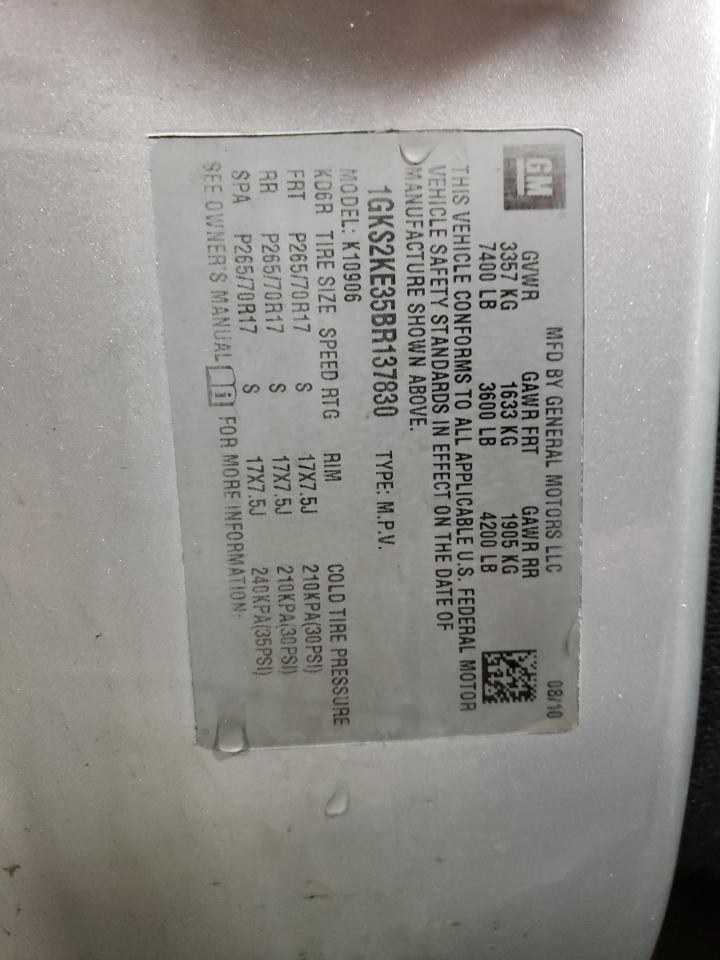 GM
MFD BY GENERAL MOTORS LLC 08/10
GVWR GAWR FRT GAWR RR
3357 KG 1633 KG 1905 KG
7400 LB 3600 LB 4200 LB
THIS VEHICLE CONFORMS TO ALL APPLICABLE U.S. FEDERAL MOTOR
VEHICLE SAFETY STANDARDS IN EFFECT ON THE DATE OF
MANUFACTURE SHOWN ABOVE.
1GKS2KE35BR137830 TYPE: M.P.V.
MODEL: K10906
KD6R TIRE SIZE SPEED RTG RIM COLD TIRE PRESSURE
FRT P265/70R17 S 17X7.5J 210KPA(30PSI)
RR P265/70R17 S 17X7.5J 210KPA(30PSI)
SPA P265/70R17 S 17X7.5J 240KPA(35PSI)
SEE OWNER'S MANUAL i FOR MORE INFORMATION.